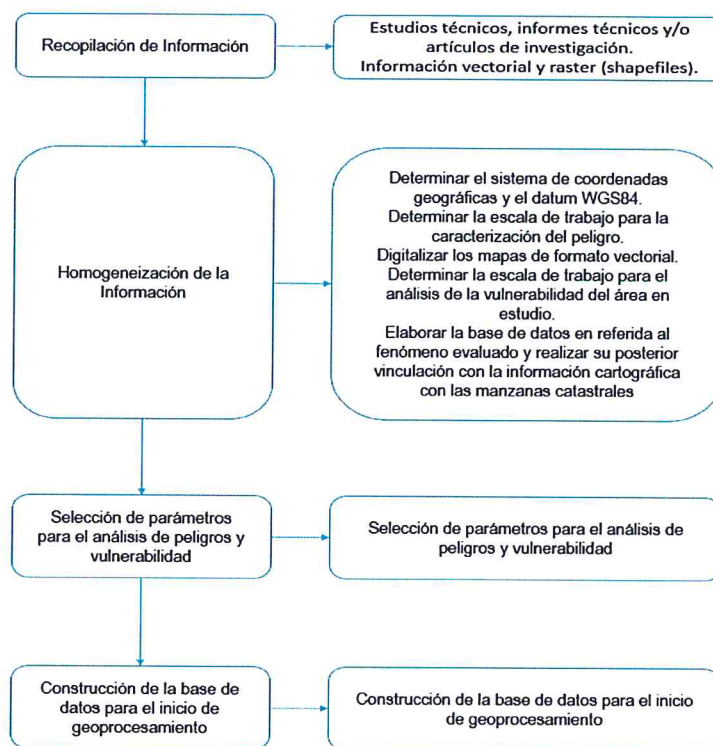 Recopilación de Información
Estudios técnicos, informes técnicos y/o
artículos de investigación.
Información vectorial y raster (shapefiles).
Homogeneización de la
Información
Determinar el sistema de coordenadas
geográficas y el datum WGS84.
Determinar la escala de trabajo para la
caracterización del peligro.
Digitalizar los mapas de formato vectorial.
Determinar la escala de trabajo para el
análisis de la vulnerabilidad del área en
estudio.
Elaborar la base de datos en referida al
fenómeno evaluado y realizar su posterior
vinculación con la información cartográfica
con las manzanas catastrales
Selección de parámetros
para el análisis de peligros y
vulnerabilidad
Selección de parámetros para el análisis de
peligros y vulnerabilidad
Construcción de la base de
datos para el inicio de
geoprocesamiento
Construcción de la base de datos para el inicio
de geoprocesamiento